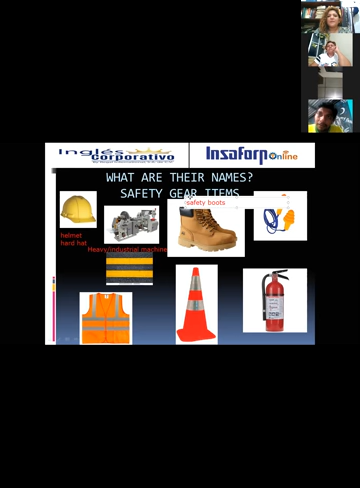 Inglés
Corporativo
Insaforp Online
WHAT ARE THEIR NAMES?
SAFETY GEAR ITEMS
safety boots
helmet
hard hat
Heavy/industrial machine